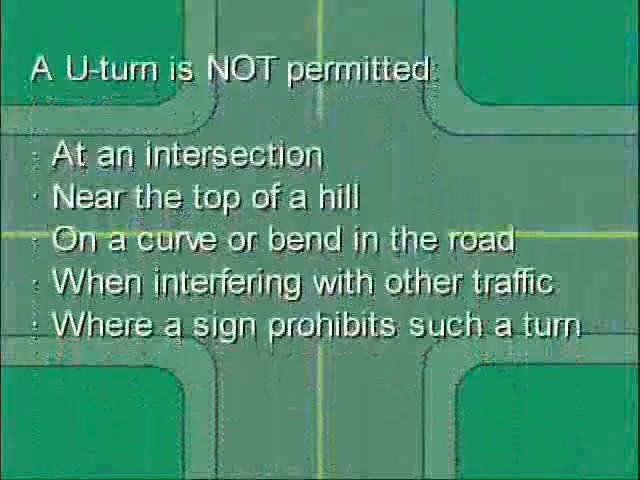 A U-turn is NOT permitted:
· At an intersection
· Near the top of a hill
· On a curve or bend in the road
· When interfering with other traffic
· Where a sign prohibits such a turn